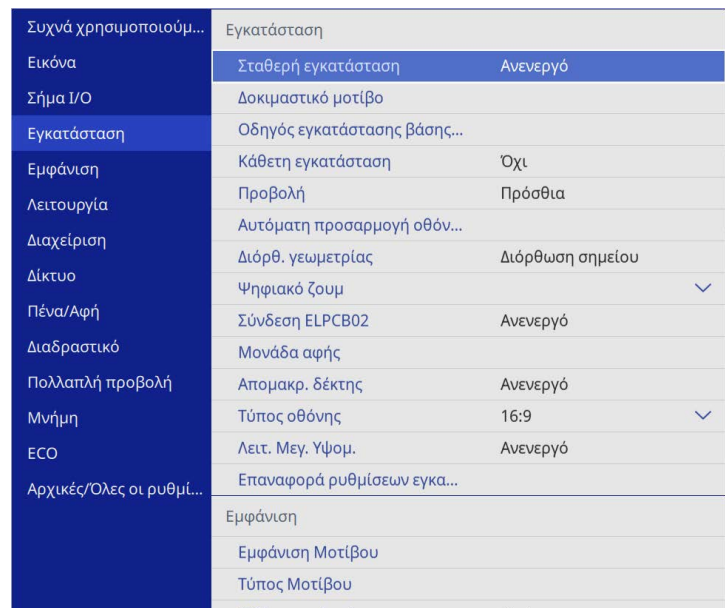 Συχνά χρησιμοποιούμ...
Εικόνα
Σήμα I/O
Εγκατάσταση
Εμφάνιση
Λειτουργία
Διαχείριση
Δίκτυο
Πένα/Αφή
Διαδραστικό
Πολλαπλή προβολή
Μνήμη
ECO
Αρχικές/Όλες οι ρυθμί...
Εγκατάσταση
Σταθερή εγκατάσταση Ανενεργό
Δοκιμαστικό μοτίβο
Οδηγός εγκατάστασης βάσης...
Κάθετη εγκατάσταση Όχι
Προβολή Πρόσθια
Αυτόματη προσαρμογή οθόν...
Διόρθ. γεωμετρίας Διόρθωση σημείου
Ψηφιακό ζουμ
Σύνδεση ELPCB02 Ανενεργό
Μονάδα αφής
Απομακρ. δέκτης Ανενεργό
Τύπος οθόνης 16:9
Λειτ. Μεγ. Υψομ. Ανενεργό
Επαναφορά ρυθμίσεων εγκα...
Εμφάνιση
Εμφάνιση Μοτίβου
Τύπος Μοτίβου